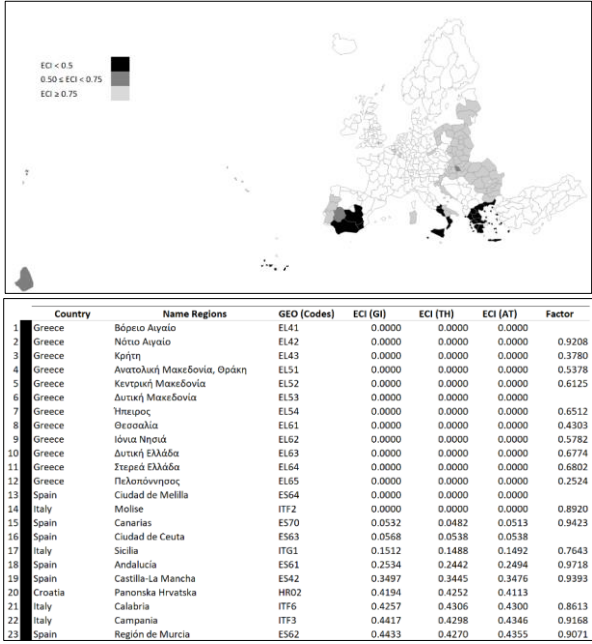 ECI < 0.5
0.50 ≤ ECI < 0.75
ECI ≥ 0.75
Country Name Regions GEO (Codes) ECI (GI) ECI (TH) ECI (AT) Factor
1 Greece Βόρειο Αιγαίο EL41 0.0000 0.0000 0.0000
2 Greece Νότιο Αιγαίο EL42 0.0000 0.0000 0.0000 0.9208
3 Greece Κρήτη EL43 0.0000 0.0000 0.0000 0.3780
4 Greece Ανατολική Μακεδονία, Θράκη EL51 0.0000 0.0000 0.0000 0.5378
5 Greece Κεντρική Μακεδονία EL52 0.0000 0.0000 0.0000 0.6125
6 Greece Δυτική Μακεδονία EL53 0.0000 0.0000 0.0000
7 Greece Ήπειρος EL54 0.0000 0.0000 0.0000 0.6512
8 Greece Θεσσαλία EL61 0.0000 0.0000 0.0000 0.4303
9 Greece Ιόνια Νησιά EL62 0.0000 0.0000 0.0000 0.5782
10 Greece Δυτική Ελλάδα EL63 0.0000 0.0000 0.0000 0.6774
11 Greece Στερεά Ελλάδα EL64 0.0000 0.0000 0.0000 0.6802
12 Greece Πελοπόννησος EL65 0.0000 0.0000 0.0000 0.2524
13 Spain Ciudad de Melilla ES64 0.0000 0.0000 0.0000
14 Italy Molise ITF2 0.0000 0.0000 0.0000 0.8920
15 Spain Canarias ES70 0.0532 0.0482 0.0513 0.9423
16 Spain Ciudad de Ceuta ES63 0.0568 0.0538 0.0538
17 Italy Sicilia ITG1 0.1512 0.1488 0.1492 0.7643
18 Spain Andalucía ES61 0.2534 0.2442 0.2494 0.9718
19 Spain Castilla-La Mancha ES42 0.3497 0.3445 0.3476 0.9393
20 Croatia Panonska Hrvatska HR02 0.4194 0.4252 0.4113
21 Italy Calabria ITF6 0.4257 0.4306 0.4300 0.8613
22 Italy Campania ITF3 0.4417 0.4298 0.4346 0.9168
23 Spain Región de Murcia ES62 0.4433 0.4270 0.4355 0.9071